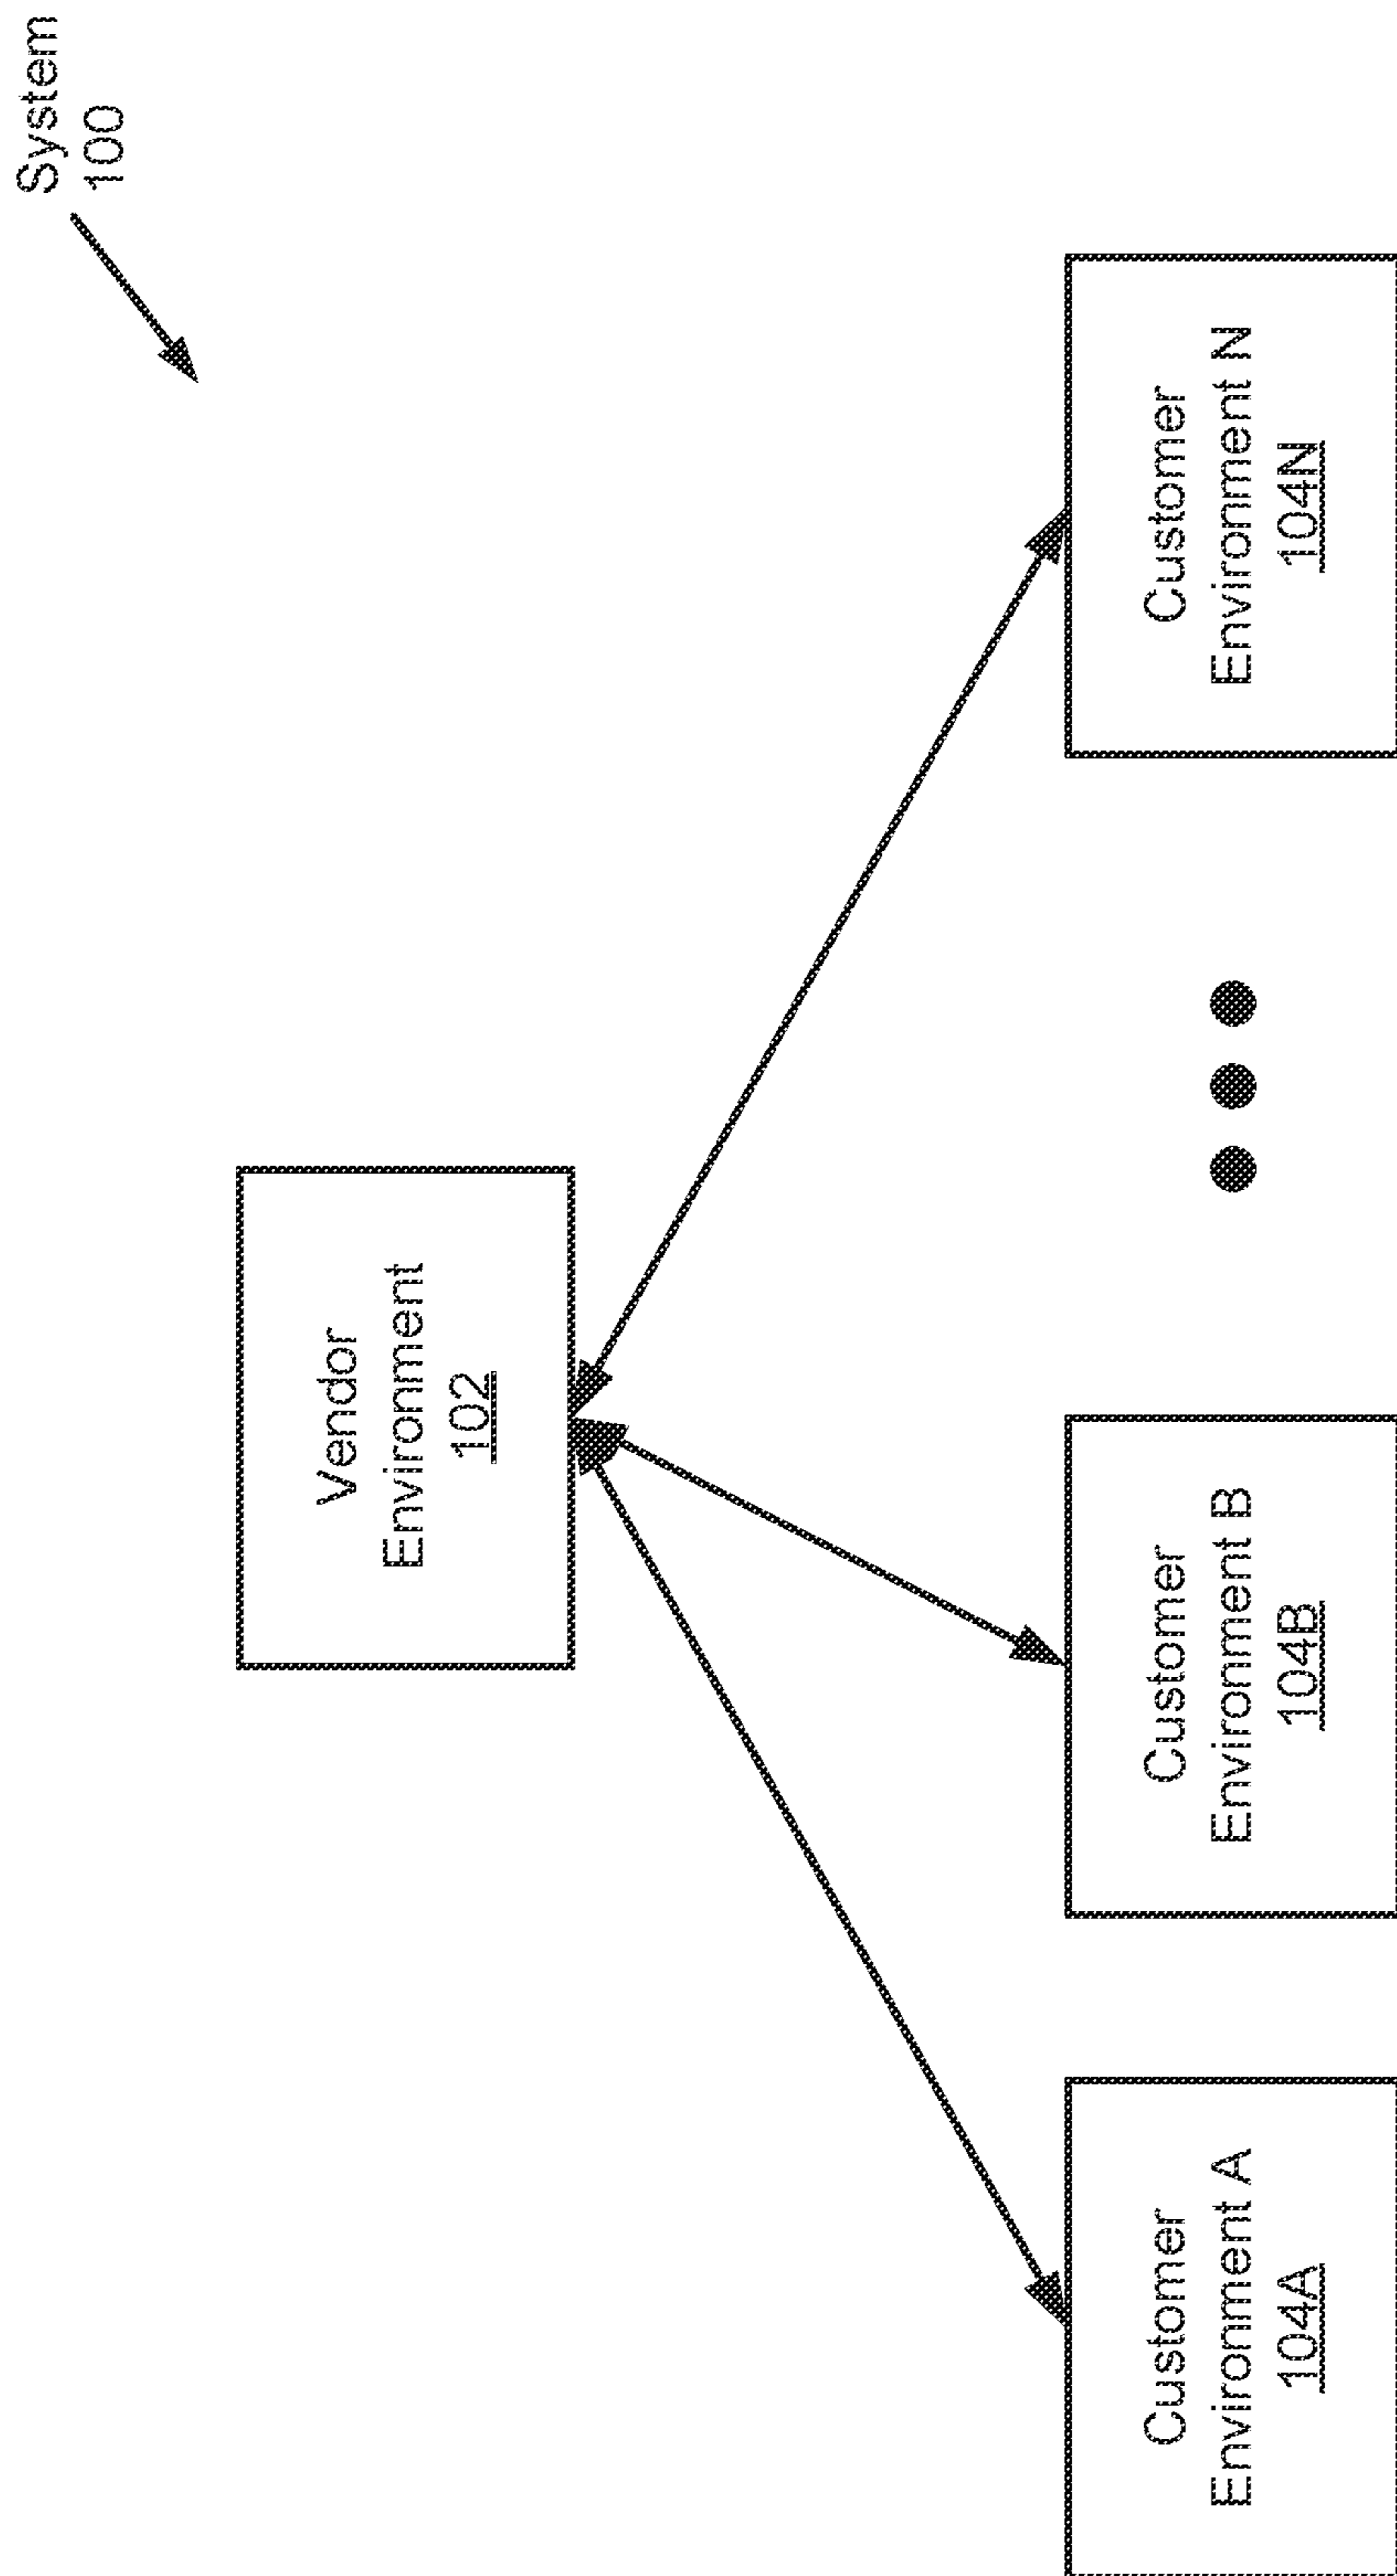 System
100
Vendor
Environment
102
Customer
Environment A
104A
Customer
Environment B
104B
Customer
Environment N
104N